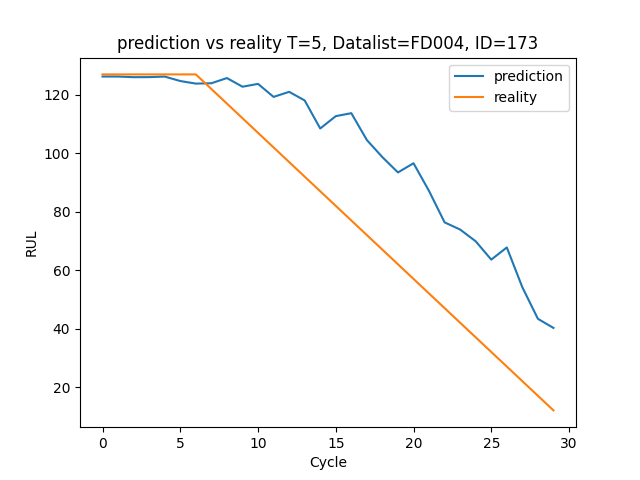 prediction vs reality T=5, Datalist=FD004, ID=173
prediction
reality
120
100
80
60
40
20
RUL
0 5 10 15 20 25 30
Cycle